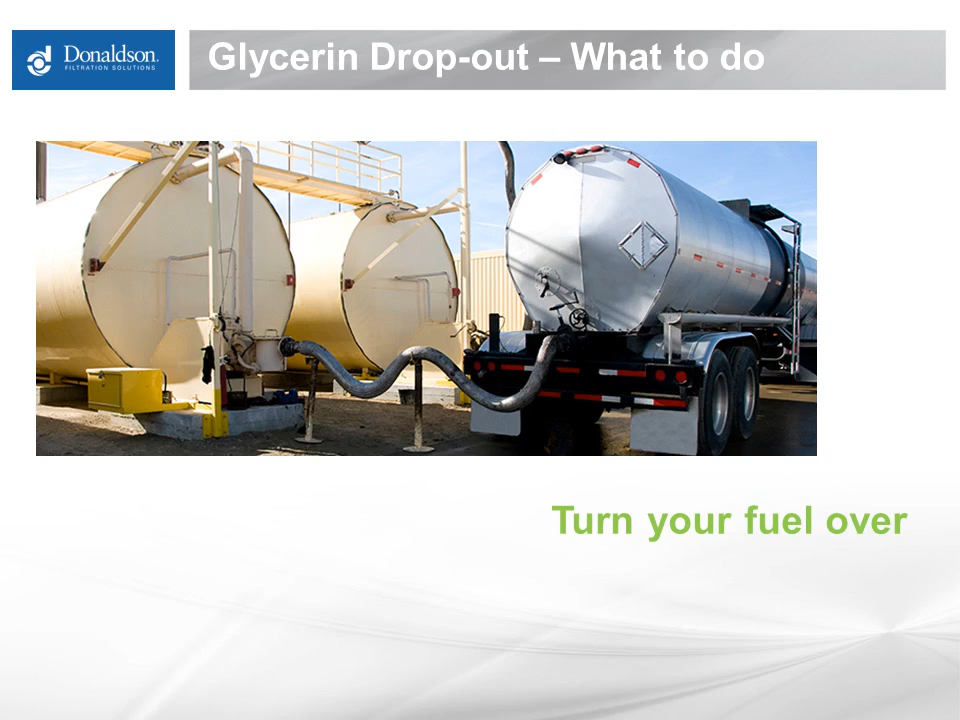 Donaldson.
FILTRATION SOLUTIONS
Glycerin Drop-out – What to do
Turn your fuel over